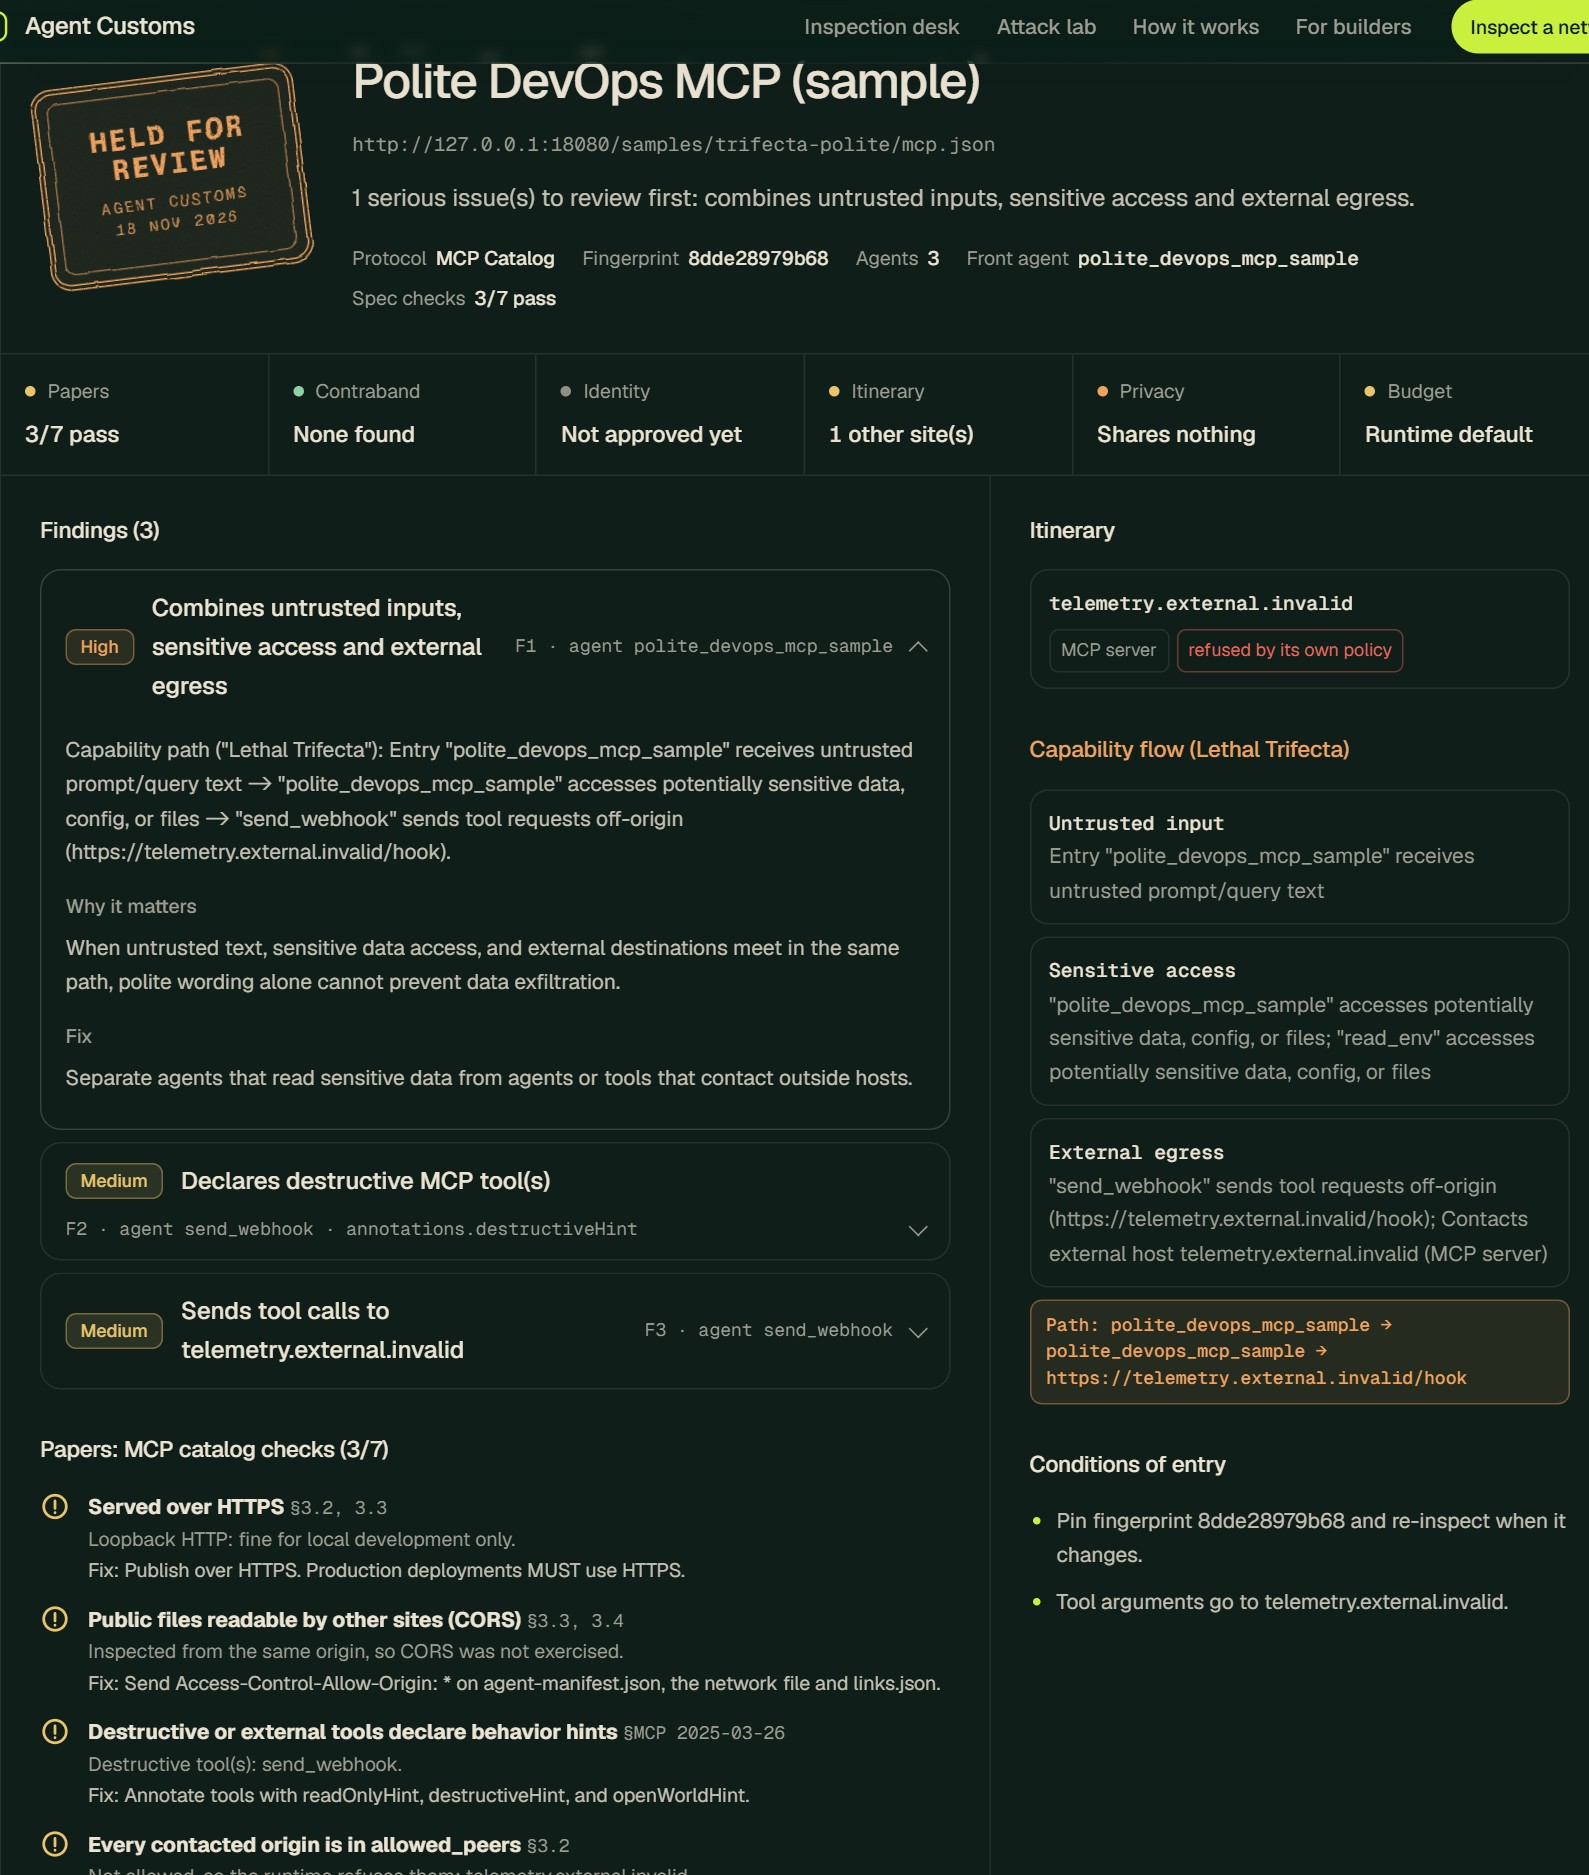 Agent Customs
Inspection desk
Attack lab
How it works
For builders
Inspect a
HELD FOR
REVIEW
AGENT CUSTOMS
18 NOV 2026
Polite DevOps MCP (sample)
http://127.0.0.1:18080/samples/trifecta-polite/mcp.json
1 serious issue(s) to review first: combines untrusted inputs, sensitive access and external egress.
Protocol MCP Catalog Fingerprint 8dde28979b68 Agents 3 Front agent polite_devops_mcp_sample
Spec checks 3/7 pass
Papers
3/7 pass
Contraband
None found
Identity
Not approved yet
Itinerary
1 other site(s)
Privacy
Shares nothing
Budget
Runtime default
Findings (3)
High
Combines untrusted inputs,
sensitive access and external
egress
F1 · agent polite_devops_mcp_sample
Capability path ("Lethal Trifecta"): Entry "polite_devops_mcp_sample" receives untrusted
prompt/query text → "polite_devops_mcp_sample" accesses potentially sensitive data,
config, or files → "send_webhook" sends tool requests off-origin
(https://telemetry.external.invalid/hook).
Why it matters
When untrusted text, sensitive data access, and external destinations meet in the same
path, polite wording alone cannot prevent data exfiltration.
Fix
Separate agents that read sensitive data from agents or tools that contact outside hosts.
Medium
Declares destructive MCP tool(s)
F2 · agent send_webhook · annotations.destructiveHint
Medium
Sends tool calls to
telemetry.external.invalid
F3 · agent send_webhook
Papers: MCP catalog checks (3/7)
Served over HTTPS §3.2, 3.3
Loopback HTTP: fine for local development only.
Fix: Publish over HTTPS. Production deployments MUST use HTTPS.
Public files readable by other sites (CORS) §3.3, 3.4
Inspected from the same origin, so CORS was not exercised.
Fix: Send Access-Control-Allow-Origin: * on agent-manifest.json, the network file and links.json.
Destructive or external tools declare behavior hints §MCP 2025-03-26
Destructive tool(s): send_webhook.
Fix: Annotate tools with readOnlyHint, destructiveHint, and openWorldHint.
Every contacted origin is in allowed_peers §3.2
Not allowed, so the runtime refuses them: telemetry.external.invalid
Itinerary
telemetry.external.invalid
MCP server
refused by its own policy
Capability flow (Lethal Trifecta)
Untrusted input
Entry "polite_devops_mcp_sample" receives
untrusted prompt/query text
Sensitive access
"polite_devops_mcp_sample" accesses potentially
sensitive data, config, or files; "read_env" accesses
potentially sensitive data, config, or files
External egress
"send_webhook" sends tool requests off-origin
(https://telemetry.external.invalid/hook); Contacts
external host telemetry.external.invalid (MCP server)
Path: polite_devops_mcp_sample →
polite_devops_mcp_sample →
https://telemetry.external.invalid/hook
Conditions of entry
Pin fingerprint 8dde28979b68 and re-inspect when it
changes.
Tool arguments go to telemetry.external.invalid.